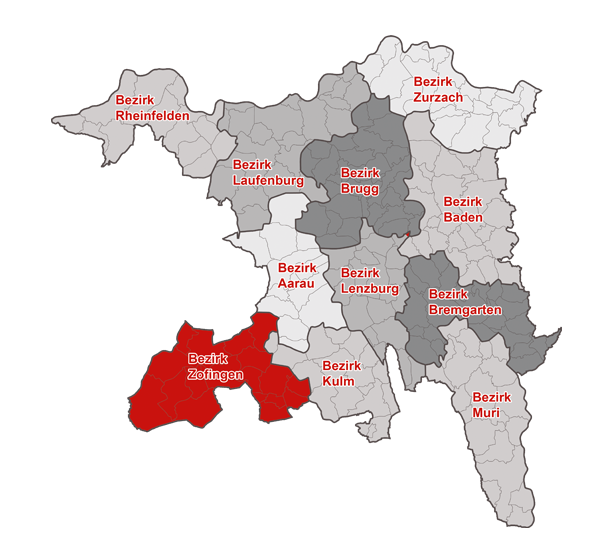 Bezirk
Zurzach
Bezirk
Rheinfelden
Bezirk
Laufenburg
Bezirk
Brugg
Bezirk
Baden
Bezirk
Aarau
Bezirk
Lenzburg
Bezirk
Bremgarten
Bezirk
Zofingen
Bezirk
Kulm
Bezirk
Muri